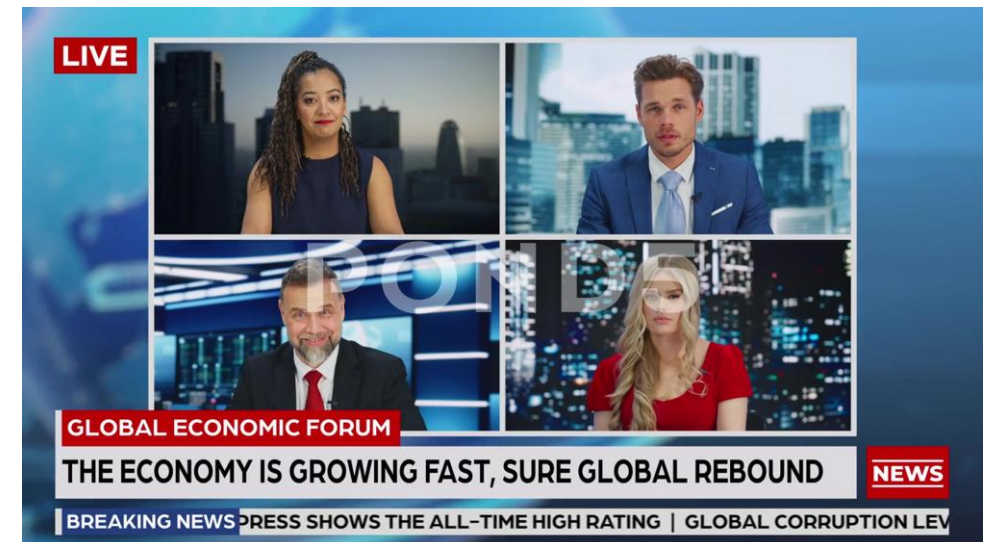 LIVE
POND5
GLOBAL ECONOMIC FORUM
THE ECONOMY IS GROWING FAST, SURE GLOBAL REBOUND
NEWS
BREAKING NEWS PRESS SHOWS THE ALL-TIME HIGH RATING | GLOBAL CORRUPTION LEV